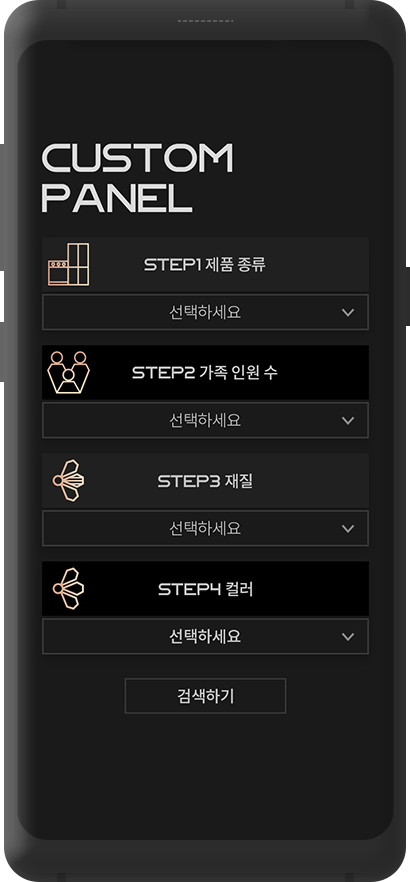 CUSTOM
PANEL
STEP1 제품 종류
선택하세요
STEP2 가족 인원 수
선택하세요
STEP3 재질
선택하세요
STEP4 컬러
선택하세요
검색하기